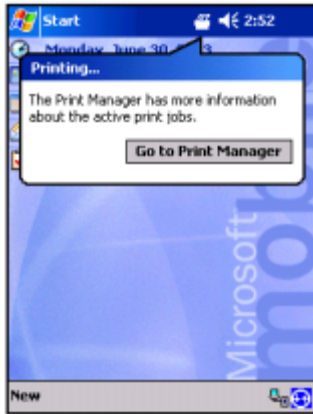 Start 2:52
Monday, June 30, 
Printing...
The Print Manager has more information
about the active print jobs.
Go to Print Manager
Microsoft
mobile
New